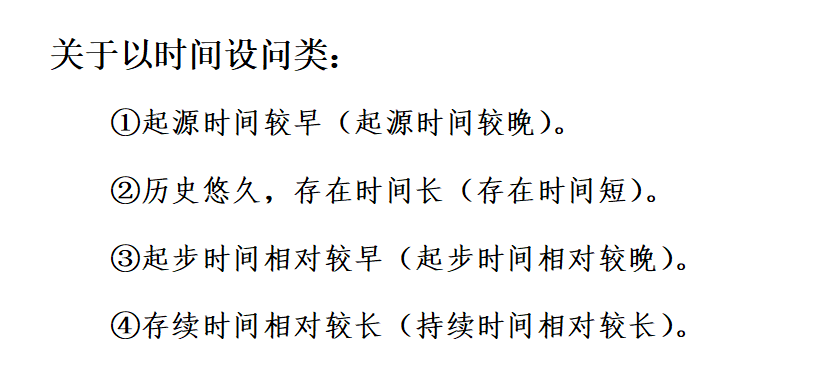 关于以时间设问类：
①起源时间较早（起源时间较晚）。
②历史悠久，存在时间长（存在时间短）。
③起步时间相对较早（起步时间相对较晚）。
④存续时间相对较长（持续时间相对较长）。